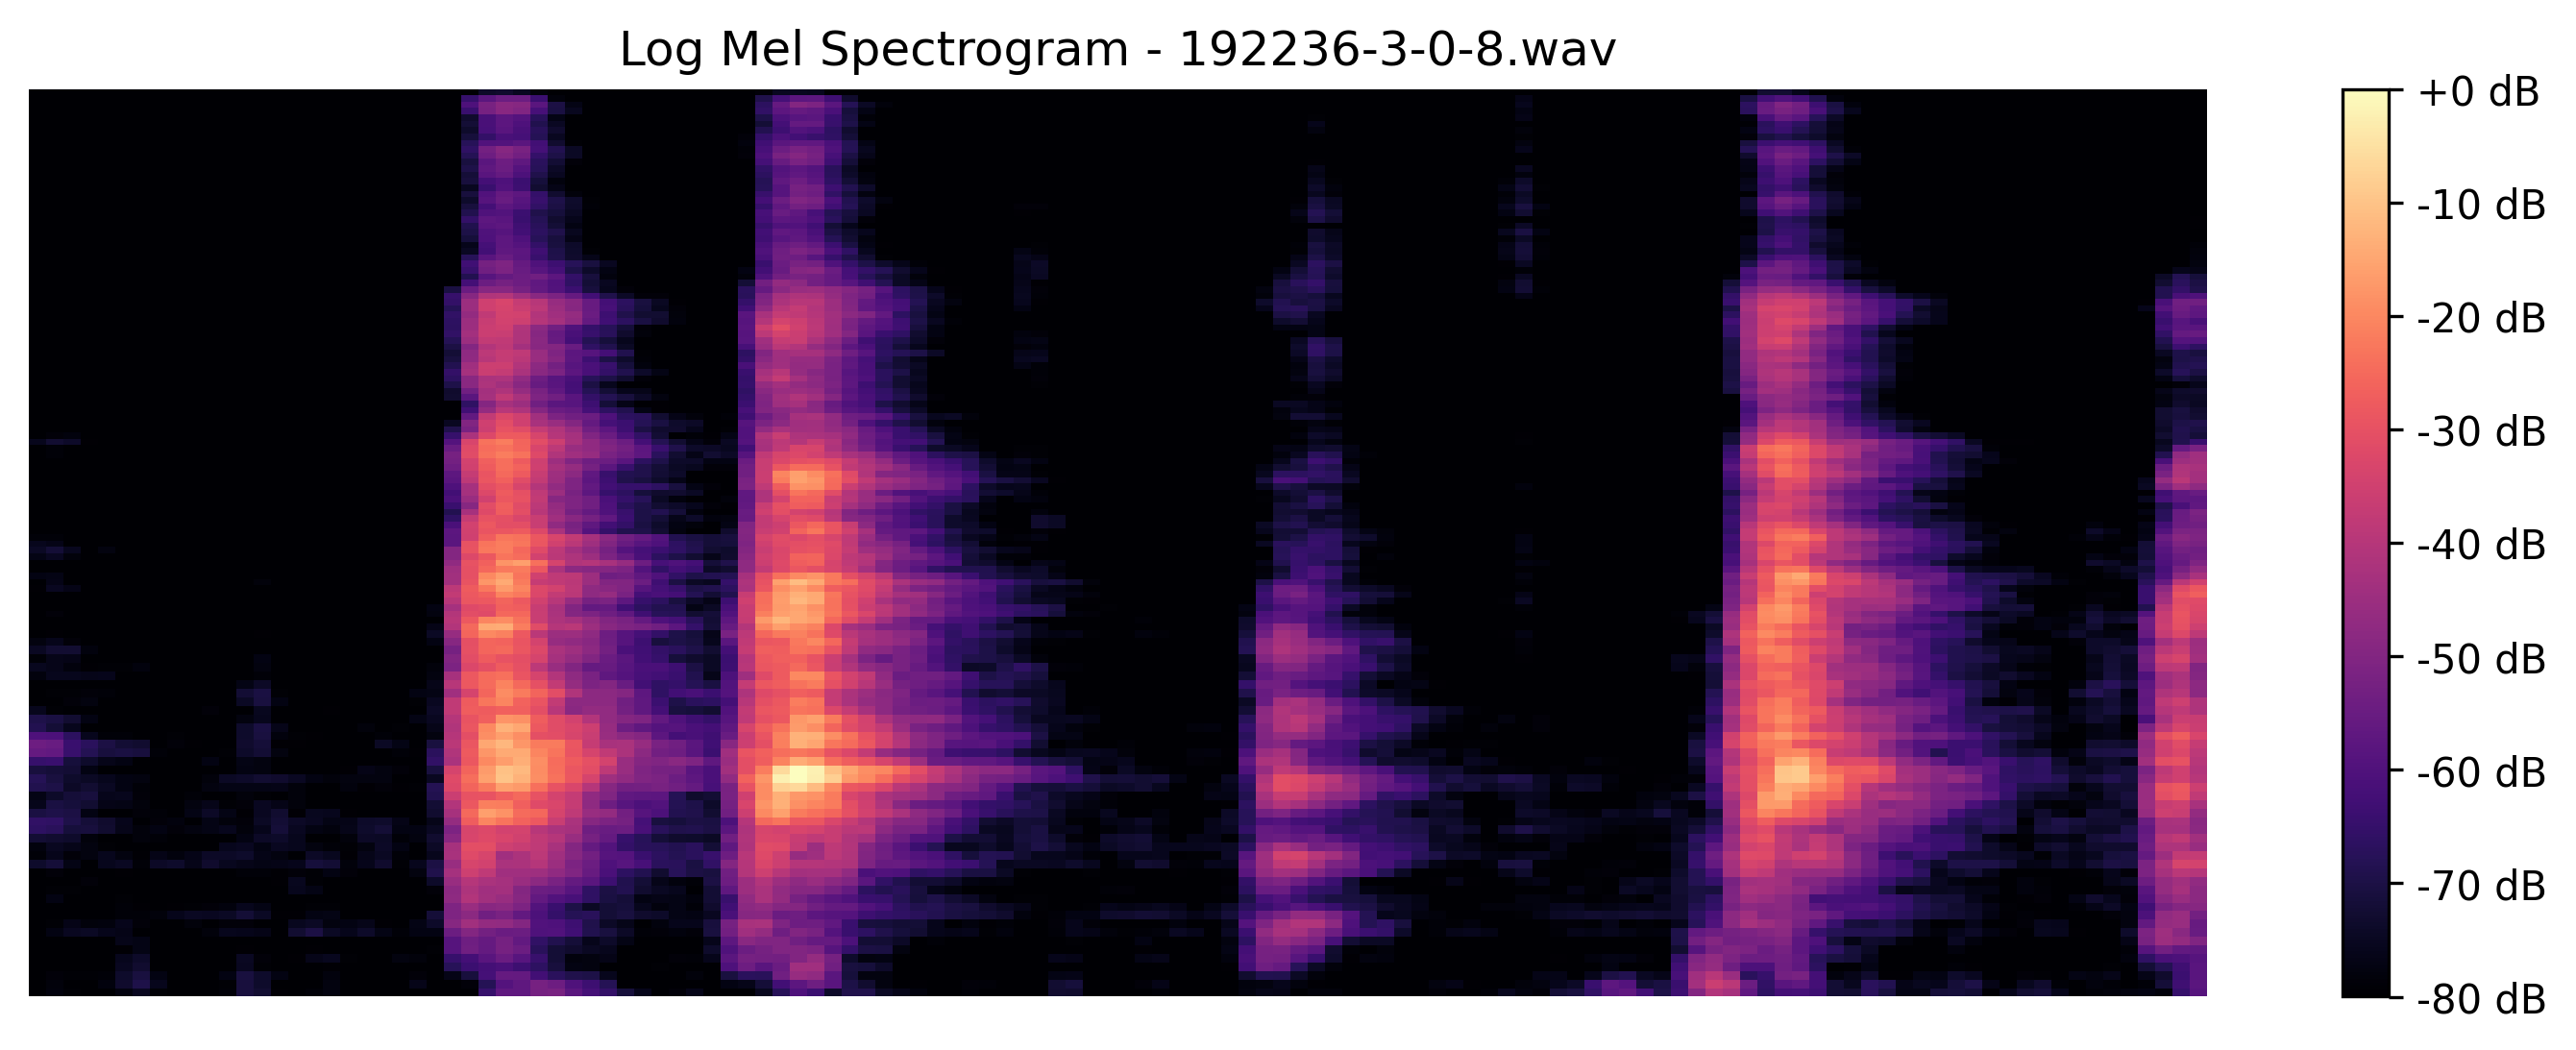 Log Mel Spectrogram - 192236-3-0-8.wav
+0 dB
-10 dB
-20 dB
-30 dB
-40 dB
-50 dB
-60 dB
-70 dB
-80 dB